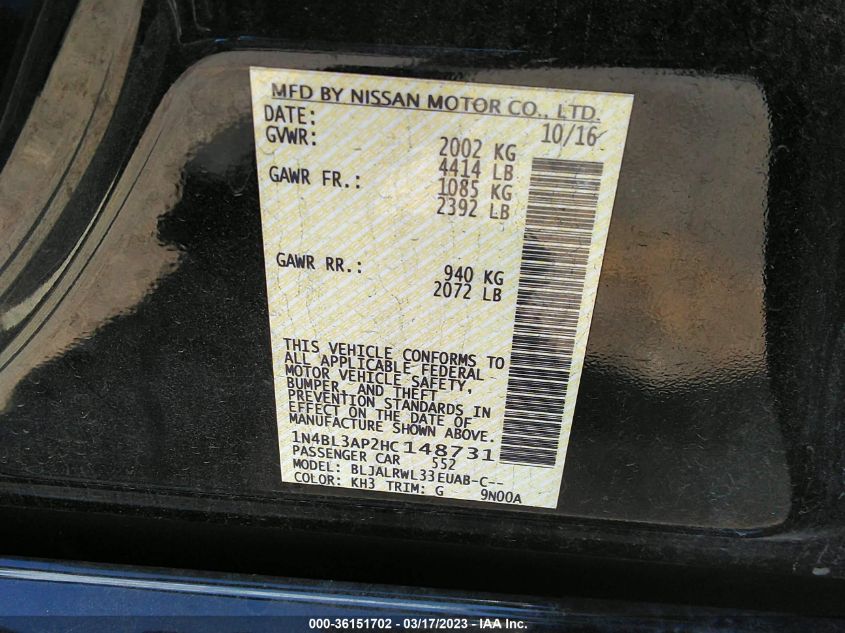 MFD BY NISSAN MOTOR CO., LTD.
DATE: 10/16
GVWR: 2002 KG
4414 LB
GAWR FR.: 1085 KG
2392 LB
GAWR RR.: 940 KG
2072 LB
THIS VEHICLE CONFORMS TO
ALL APPLICABLE FEDERAL
MOTOR VEHICLE SAFETY,
BUMPER, AND THEFT
PREVENTION STANDARDS IN
EFFECT ON THE DATE OF
MANUFACTURE SHOWN ABOVE.
1N4BL3AP2HC148731
PASSENGER CAR 552
MODEL: BLJALRWL33EUAB-C--
COLOR: KH3 TRIM: G 9N00A
000-36151702 - 03/17/2023 - IAA Inc.